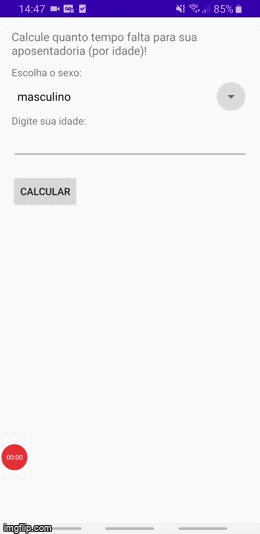 14:47
85%
Calcule quanto tempo falta para sua
aposentadoria (por idade)!
Escolha o sexo:
masculino
Digite sua idade:
CALCULAR
00:00
imgflip.com